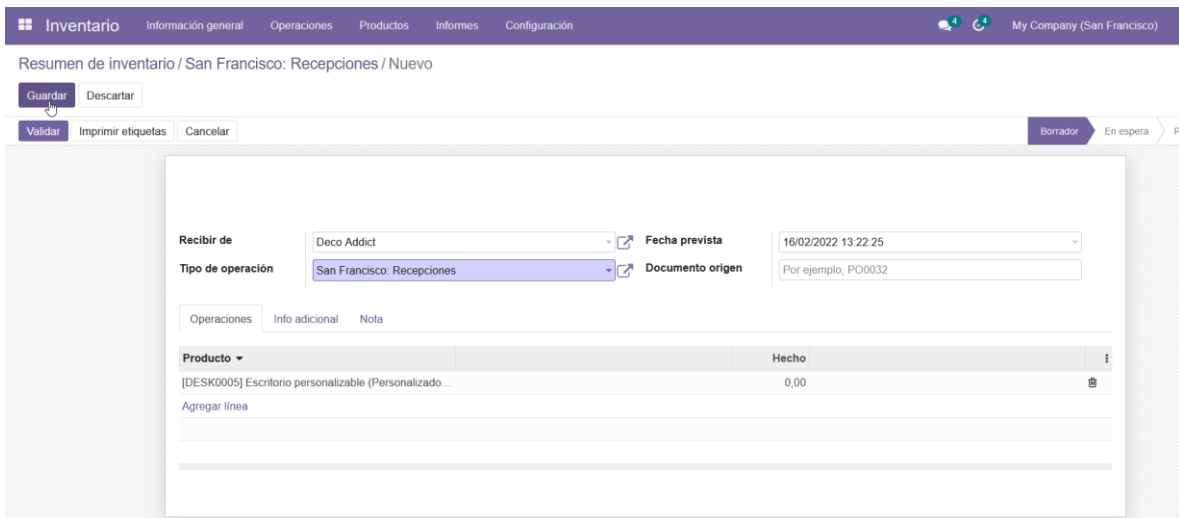 Inventario Información general Operaciones Productos Informes Configuración 4 4 My Company (San Francisco)
Resumen de inventario / San Francisco: Recepciones / Nuevo
Guardar Descartar
Validar Imprimir etiquetas Cancelar Borrador En espera P
Recibir de Deco Addict Fecha prevista 16/02/2022 13:22:25
Tipo de operación San Francisco: Recepciones Documento origen Por ejemplo, PO0032
Operaciones Info adicional Nota
Producto Hecho
[DESK0005] Escritorio personalizable (Personalizado... 0,00
Agregar línea